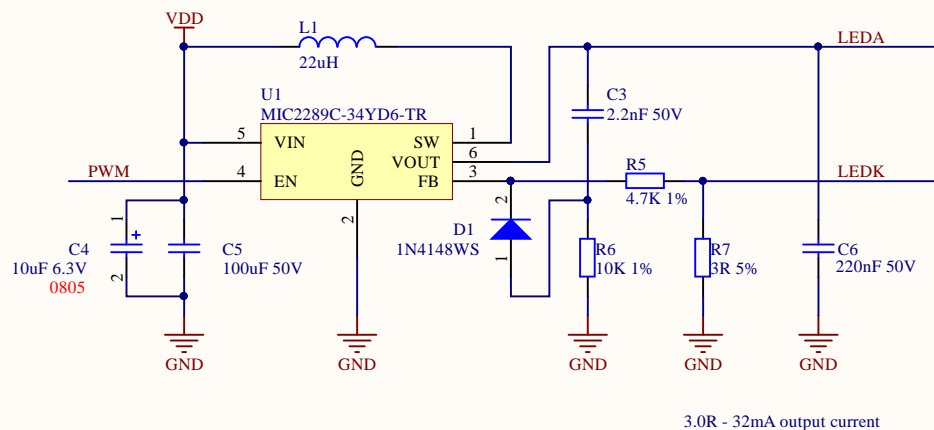 VDD
L1
22uH
LEDA
U1
MIC2289C-34YD6-TR
C3
2.2nF 50V
5
VIN
SW
1
VOUT
6
4
EN
GND
FB
3
PWM
2
R5
4.7K 1%
LEDK
1
2
C4
10uF 6.3V
0805
C5
100uF 50V
2
D1
1N4148WS
1
R6
10K 1%
R7
3R 5%
C6
220nF 50V
GND
GND
GND
GND
GND
3.0R - 32mA output current